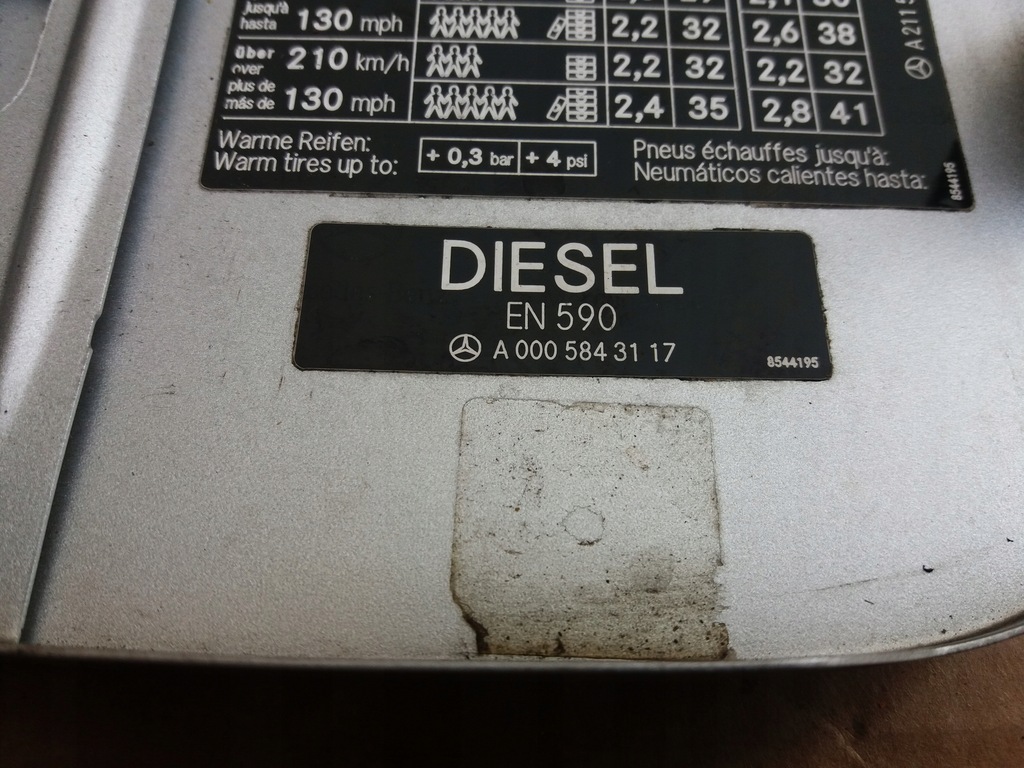 jusqu'à
hasta 130 mph 2,2 32 2,6 38
über
over 210 km/h 2,2 32 2,2 32
plus de
más de 130 mph 2,4 35 2,8 41
Warme Reifen:
Warm tires up to:
+ 0,3 bar + 4 psi
Pneus échauffes jusqu'à:
Neumáticos calientes hasta:
8544195
A 211 5
DIESEL
EN 590
A 000 584 31 17
8544195